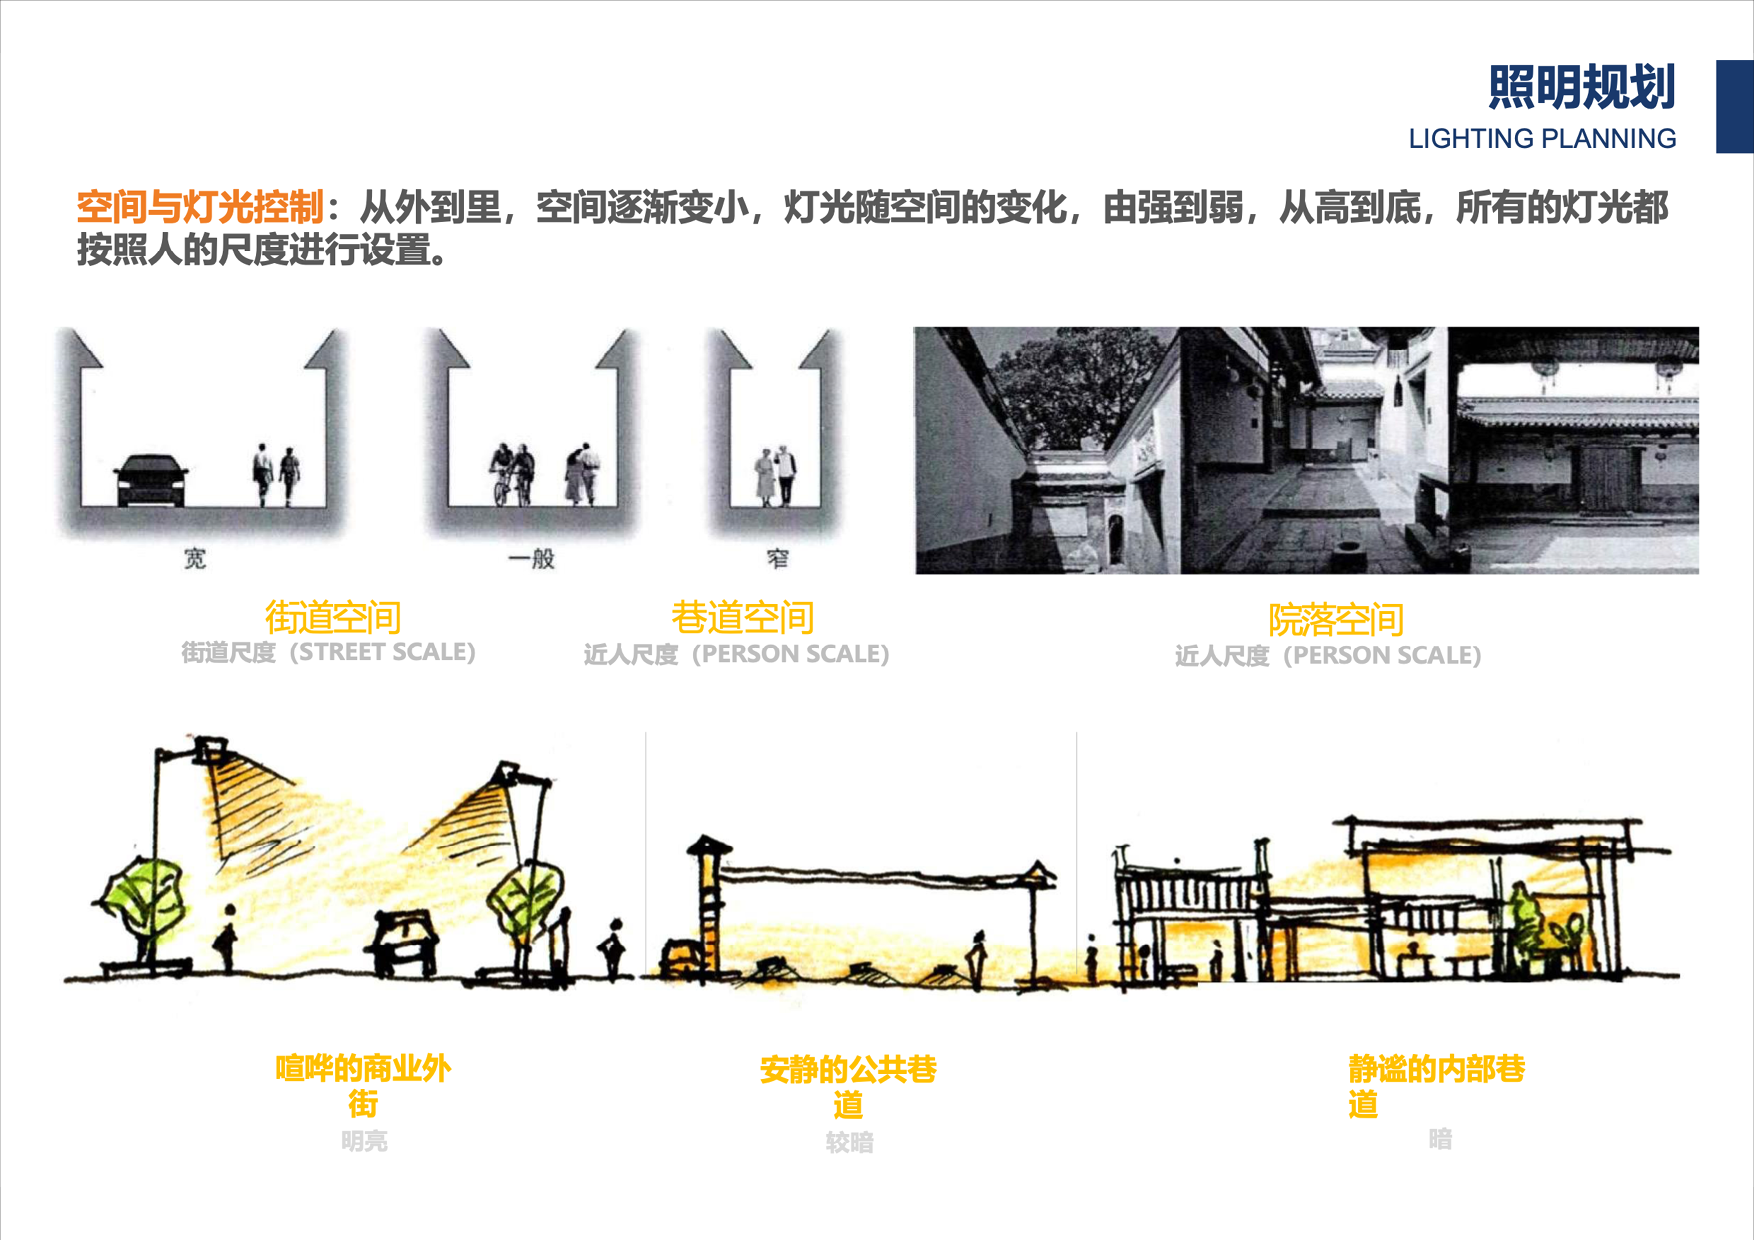 照明规划
LIGHTING PLANNING
空间与灯光控制：从外到里，空间逐渐变小，灯光随空间的变化，由强到弱，从高到底，所有的灯光都
按照人的尺度进行设置。
宽
一般
窄
街道空间
街道尺度（STREET SCALE）
巷道空间
近人尺度（PERSON SCALE）
院落空间
近人尺度（PERSON SCALE）
喧哗的商业外
街
明亮
安静的公共巷
道
较暗
静谧的内部巷
道
暗